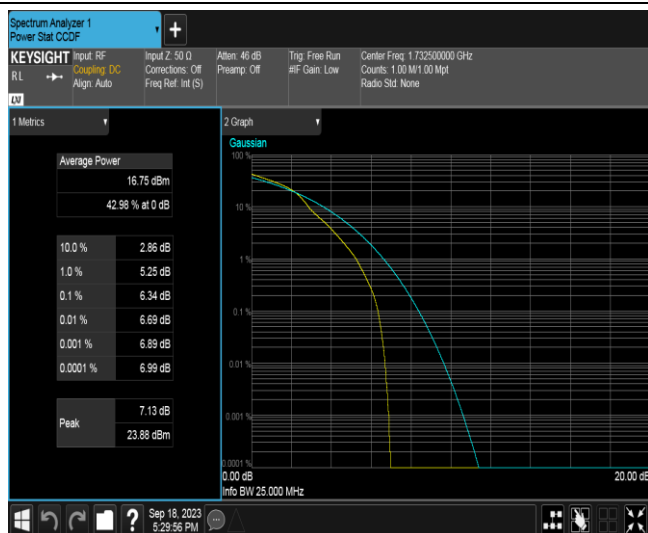 Spectrum Analyzer 1
Power Stat CCDF
KEYSIGHT
RL
LXI
Input: RF
Coupling: DC
Align: Auto
Input Z: 50 Ω
Corrections: Off
Freq Ref: Int (S)
Atten: 46 dB
Preamp: Off
Trig: Free Run
#IF Gain: Low
Center Freq: 1.732500000 GHz
Counts: 1.00 M/1.00 Mpt
Radio Std: None
1 Metrics
Average Power
16.75 dBm
42.98 % at 0 dB
10.0 % 2.86 dB
1.0 % 5.25 dB
0.1 % 6.34 dB
0.01 % 6.69 dB
0.001 % 6.89 dB
0.0001 % 6.99 dB
Peak
7.13 dB
23.88 dBm
2 Graph
Gaussian
100 %
10 %
1 %
0.1 %
0.01 %
0.001 %
0.0001 %
0.00 dB 20.00 dB
Info BW 25.000 MHz
Sep 18, 2023
5:29:56 PM